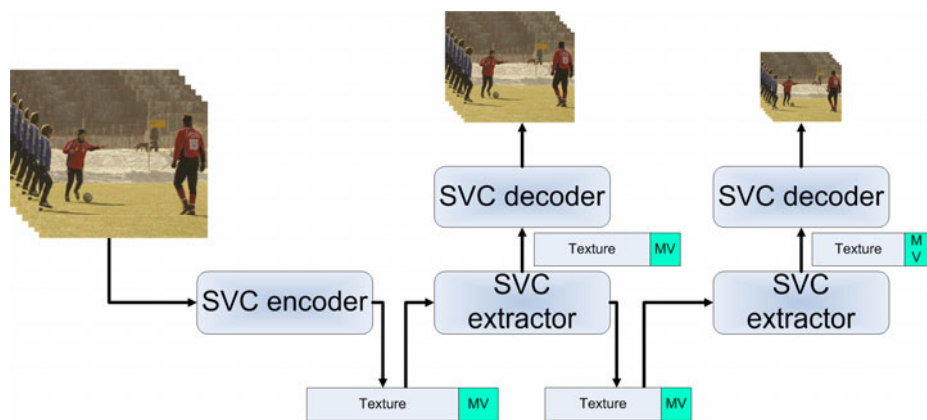 SVC decoder
SVC decoder
Texture
MV
Texture
M
V
SVC encoder
SVC
extractor
SVC
extractor
Texture
MV
Texture
MV